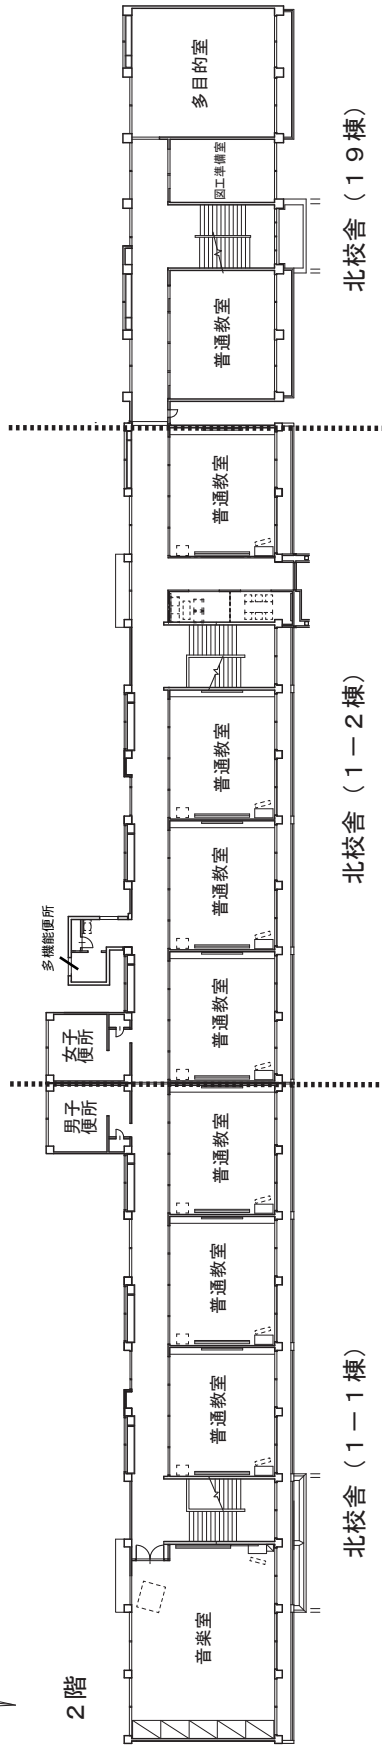 2階
音楽室
普通教室
普通教室
普通教室
男子
便所
女子
便所
多機能便所
普通教室
普通教室
普通教室
普通教室
普通教室
図工準備室
多目的室
北校舎（１－１棟）
北校舎（１－２棟）
北校舎（１９棟）